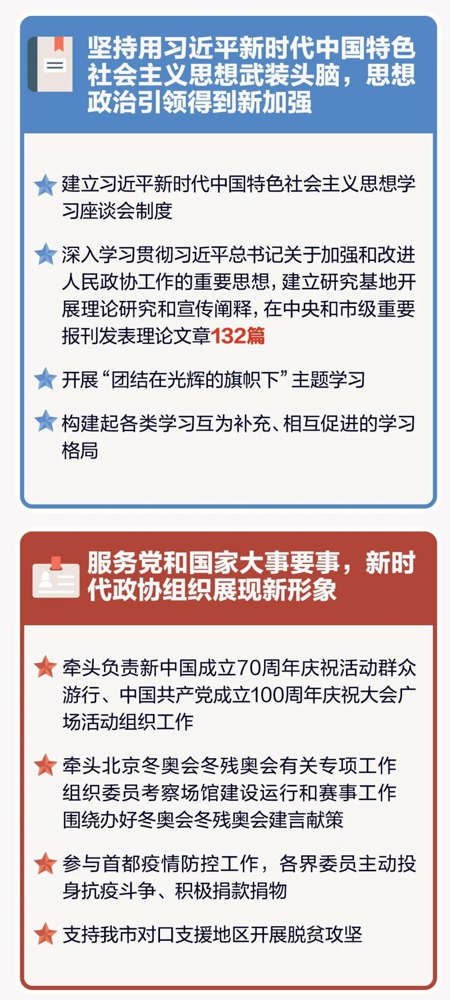 坚持用习近平新时代中国特色
社会主义思想武装头脑，思想
政治引领得到新加强
建立习近平新时代中国特色社会主义思想学
习座谈会制度
深入学习贯彻习近平总书记关于加强和改进
人民政协工作的重要思想，建立研究基地开
展理论研究和宣传阐释，在中央和市级重要
报刊发表理论文章132篇
开展“团结在光辉的旗帜下”主题学习
构建起各类学习互为补充、相互促进的学习
格局
服务党和国家大事要事，新时
代政协组织展现新形象
牵头负责新中国成立70周年庆祝活动群众
游行、中国共产党成立100周年庆祝大会广
场活动组织工作
牵头北京冬奥会冬残奥会有关专项工作
组织委员考察场馆建设运行和赛事工作
围绕办好冬奥会冬残奥会建言献策
参与首都疫情防控工作，各界委员主动投
身抗疫斗争、积极捐款捐物
支持我市对口支援地区开展脱贫攻坚